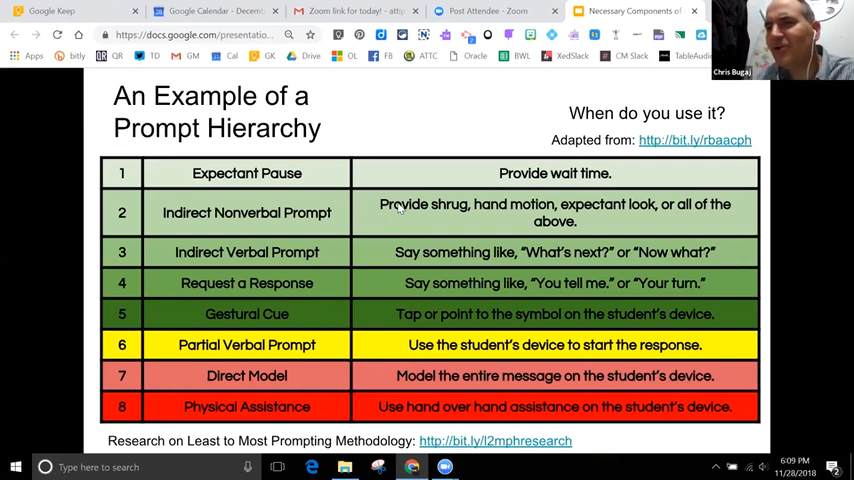 Google Keep
Google Calendar - Decemb
Zoom link for today! - attip
Post Attendee - Zoom
Necessary Components of
https://docs.google.com/presentatio...
Apps
bitly
QR
TD
GM
Cal
GK
Drive
ATTC
OL
FB
ATTC
Oracle
BWL
XedSlack
CM Slack
TableAudio
Chris Bugaj
An Example of a
Prompt Hierarchy
When do you use it?
Adapted from: http://bit.ly/rbaacph
1 Expectant Pause Provide wait time.
2 Indirect Nonverbal Prompt Provide shrug, hand motion, expectant look, or all of the
above.
3 Indirect Verbal Prompt Say something like, “What’s next?” or “Now what?”
4 Request a Response Say something like, “You tell me.” or “Your turn.”
5 Gestural Cue Tap or point to the symbol on the student’s device.
6 Partial Verbal Prompt Use the student’s device to start the response.
7 Direct Model Model the entire message on the student’s device.
8 Physical Assistance Use hand over hand assistance on the student’s device.
Research on Least to Most Prompting Methodology: http://bit.ly/l2mphresearch
Type here to search
6:09 PM
11/28/2018
2